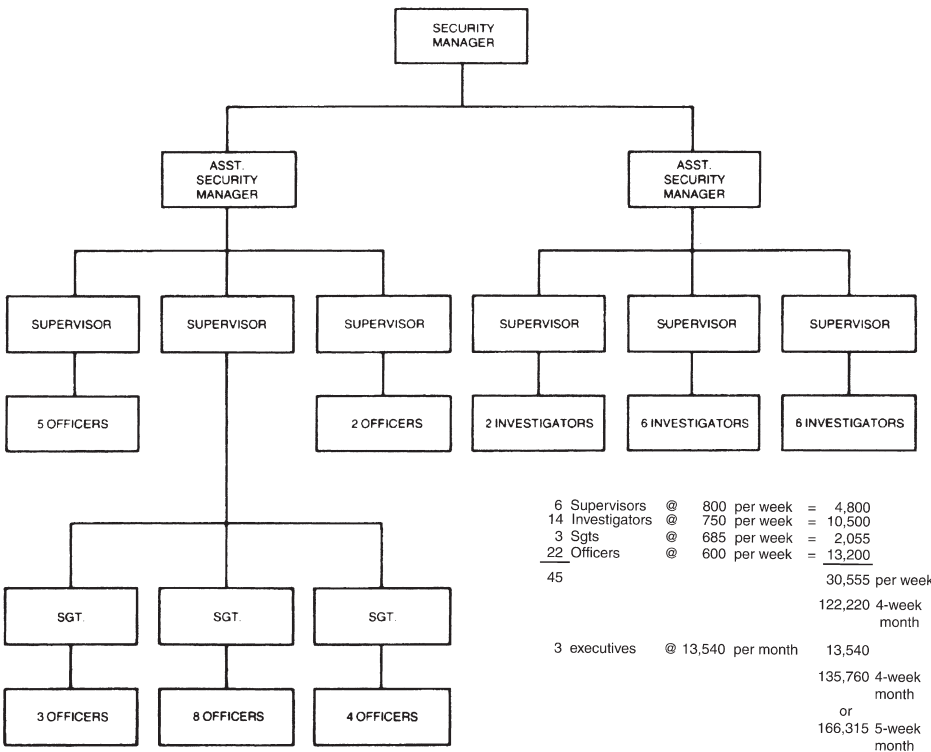 SECURITY
MANAGER
ASST.
SECURITY
MANAGER
ASST.
SECURITY
MANAGER
SUPERVISOR
SUPERVISOR
SUPERVISOR
SUPERVISOR
SUPERVISOR
SUPERVISOR
5 OFFICERS
2 OFFICERS
2 INVESTIGATORS
6 INVESTIGATORS
6 INVESTIGATORS
SGT.
SGT.
SGT.
3 OFFICERS
8 OFFICERS
4 OFFICERS
6 Supervisors @ 800 per week = 4,800
14 Investigators @ 750 per week = 10,500
3 Sgts @ 685 per week = 2,055
22 Officers @ 600 per week = 13,200
45 30,555 per week
122,220 4-week
month
3 executives @ 13,540 per month 13,540
135,760 4-week
month
or
166,315 5-week
month